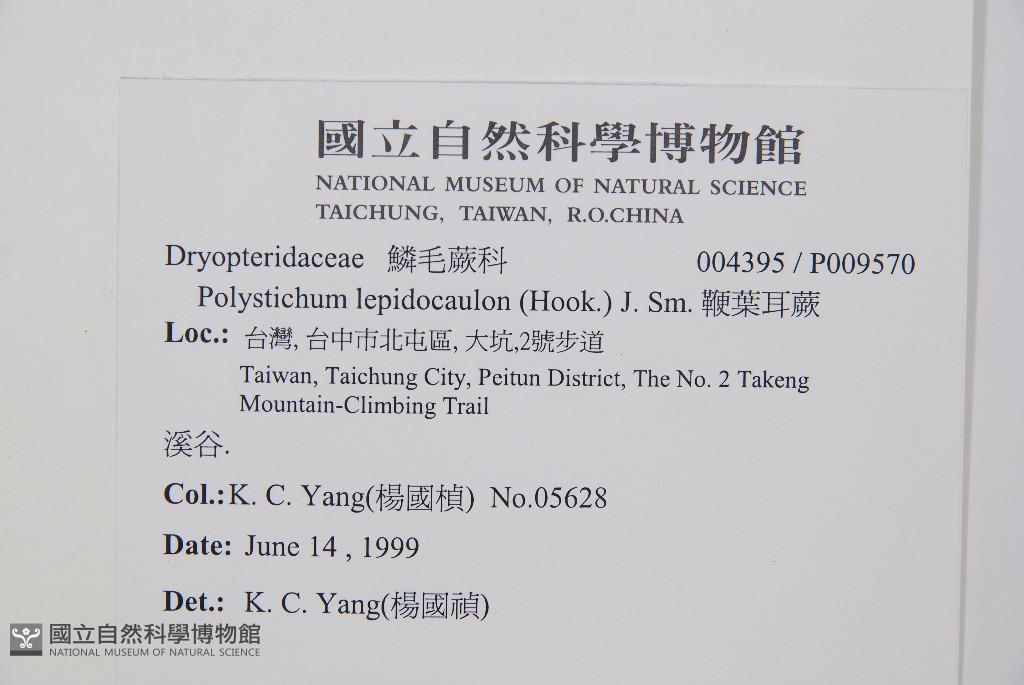 國立自然科學博物館
NATIONAL MUSEUM OF NATURAL SCIENCE
TAICHUNG, TAIWAN, R.O.CHINA
Dryopteridaceae 鱗毛蕨科 004395 / P009570
Polystichum lepidocaulon (Hook.) J. Sm. 鞭葉耳蕨
Loc.: 台灣, 台中市北屯區, 大坑,2號步道
Taiwan, Taichung City, Peitun District, The No. 2 Takeng
Mountain-Climbing Trail
溪谷.
Col.:K. C. Yang(楊國楨) No.05628
Date: June 14 , 1999
Det.: K. C. Yang(楊國禎)
國立自然科學博物館
NATIONAL MUSEUM OF NATURAL SCIENCE